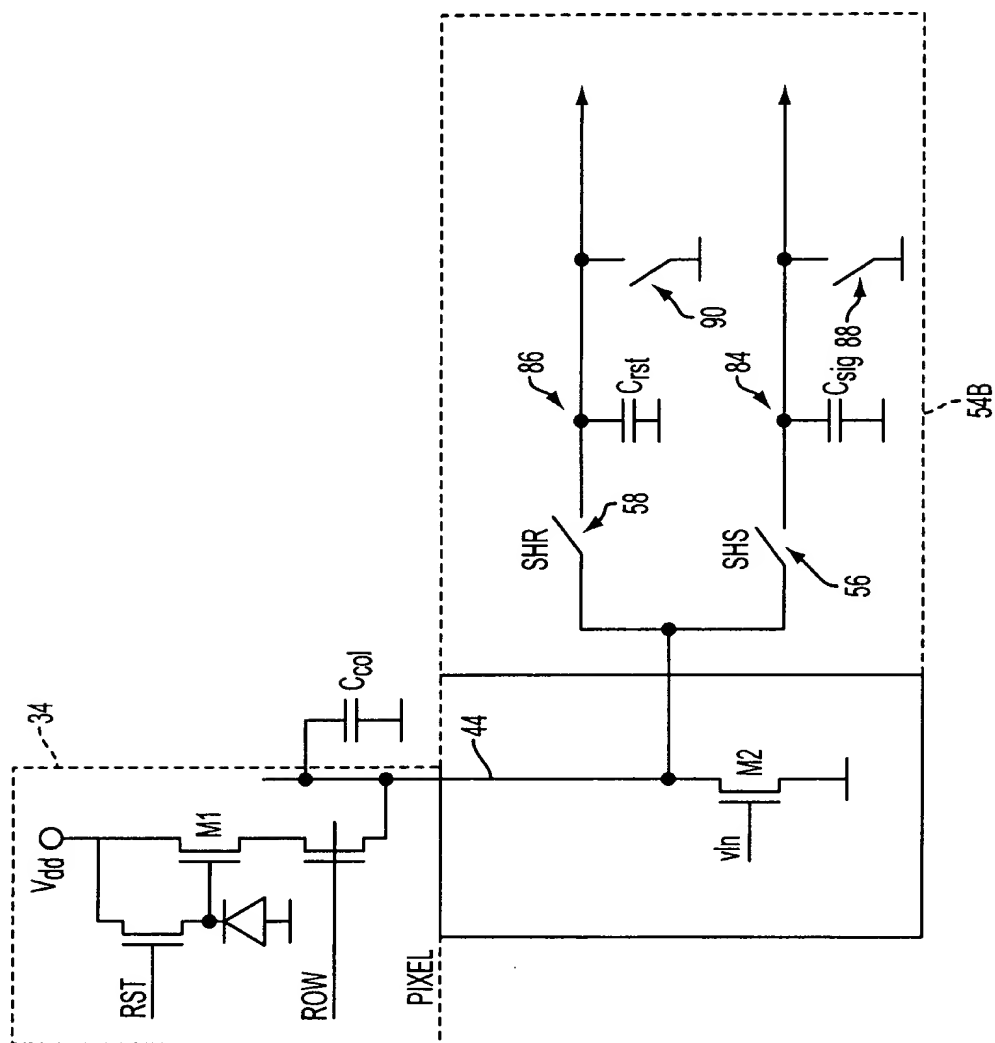 34
Vdd
M1
RST
ROW
PIXEL
Ccol
44
M2
vln
SHR
58
86
Crst
90
SHS
56
84
Csig
88
54B